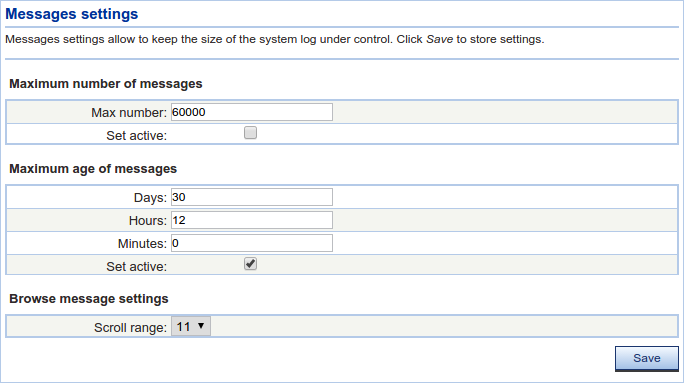 Messages settings
Messages settings allow to keep the size of the system log under control. Click Save to store settings.
Maximum number of messages
Max number: 60000
Set active:
Maximum age of messages
Days: 30
Hours: 12
Minutes: 0
Set active:
Browse message settings
Scroll range: 11
Save